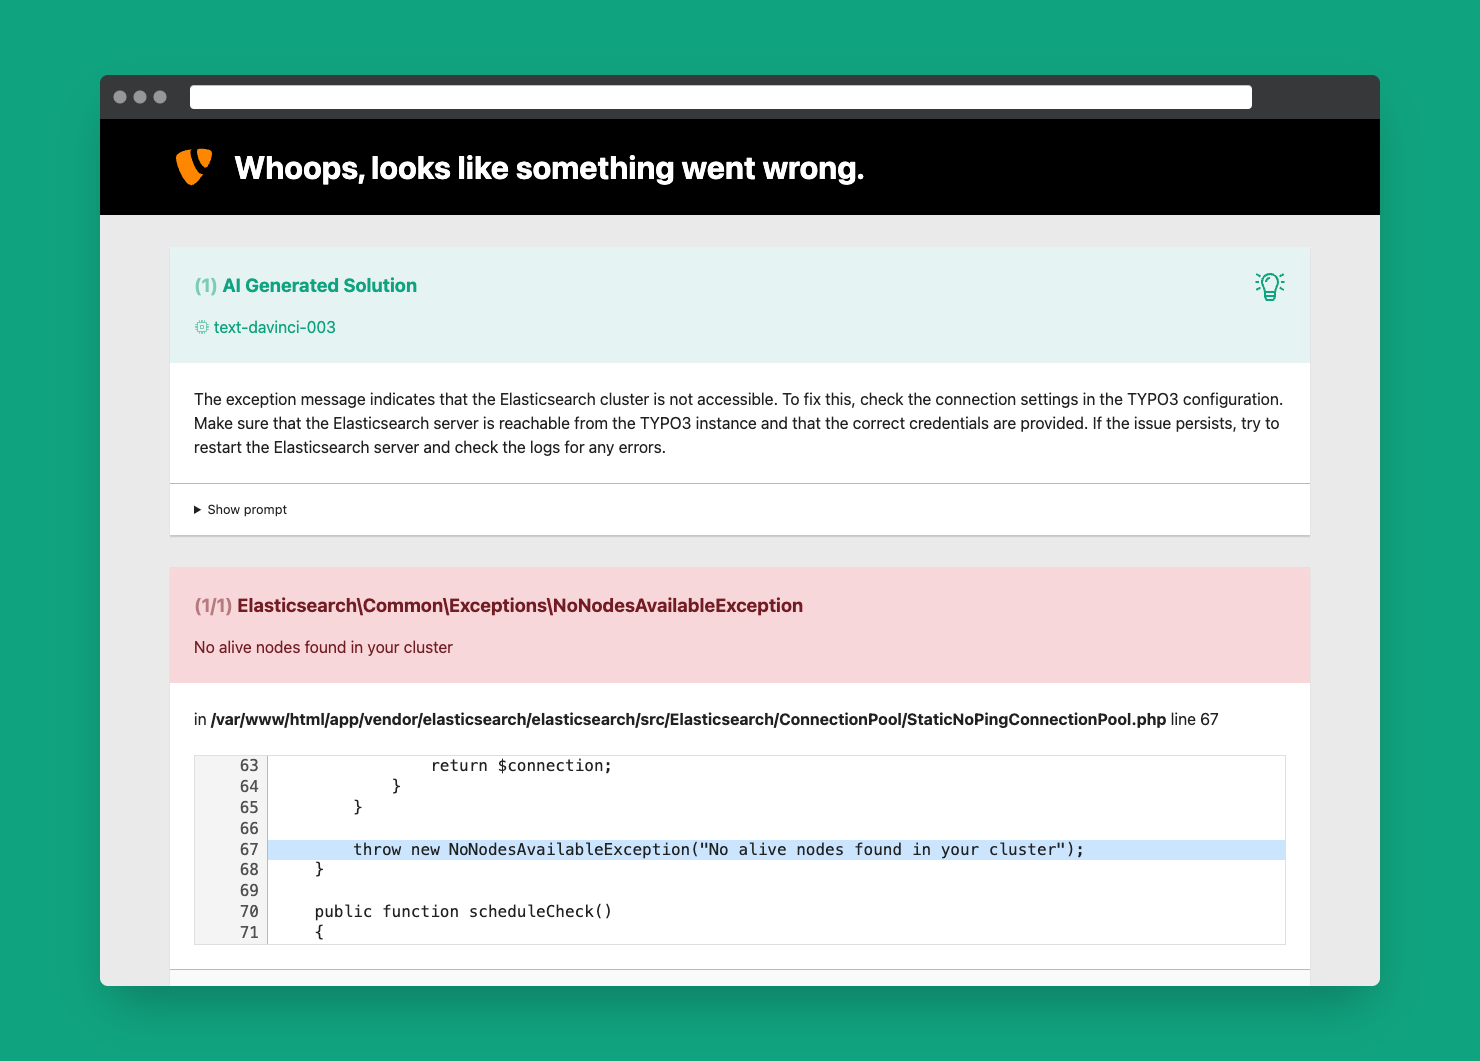 Whoops, looks like something went wrong.
(1) AI Generated Solution
text-davinci-003
The exception message indicates that the Elasticsearch cluster is not accessible. To fix this, check the connection settings in the TYPO3 configuration.
Make sure that the Elasticsearch server is reachable from the TYPO3 instance and that the correct credentials are provided. If the issue persists, try to
restart the Elasticsearch server and check the logs for any errors.
Show prompt
(1/1) Elasticsearch\Common\Exceptions\NoNodesAvailableException
No alive nodes found in your cluster
in /var/www/html/app/vendor/elasticsearch/elasticsearch/src/Elasticsearch/ConnectionPool/StaticNoPingConnectionPool.php line 67
63                 return $connection;
64             }
65         }
66
67         throw new NoNodesAvailableException("No alive nodes found in your cluster");
68     }
69
70     public function scheduleCheck()
71     {